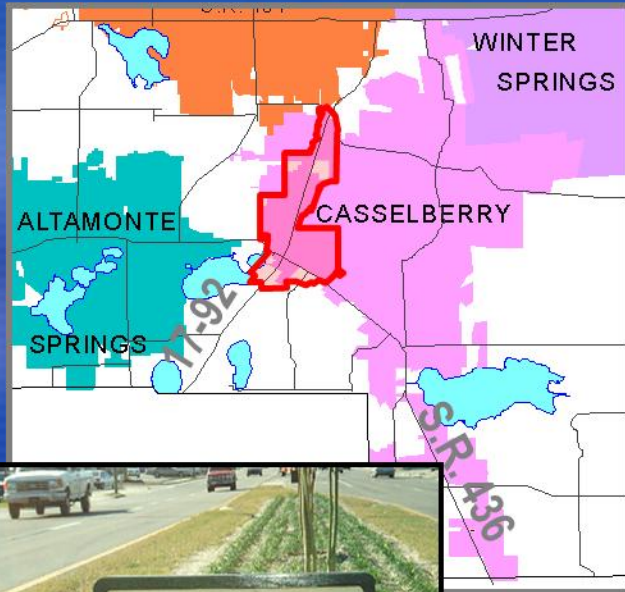 WINTER
SPRINGS
ALTAMONTE
CASSELBERRY
17-92
SPRINGS
S.R. 436